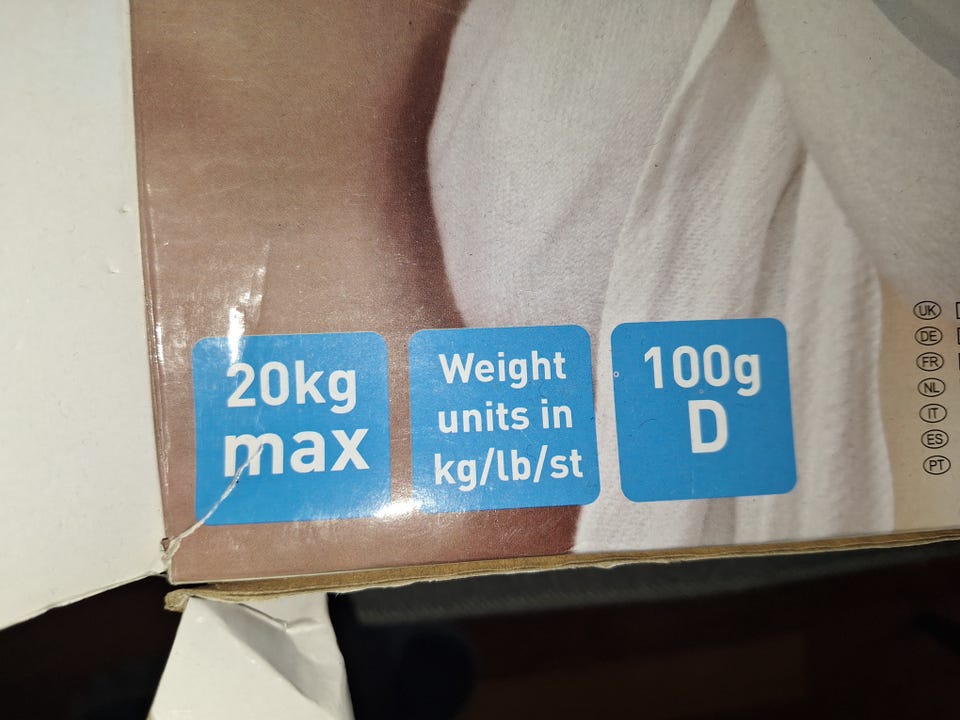 20kg
max
Weight
units in
kg/lb/st
100g
D
UK
DE
FR
NL
IT
ES
PT